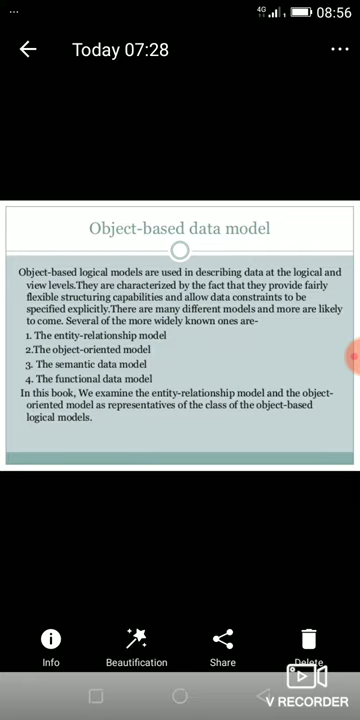 4G
08:56
Today 07:28
Object-based data model
Object-based logical models are used in describing data at the logical and
view levels.They are characterized by the fact that they provide fairly
flexible structuring capabilities and allow data constraints to be
specified explicitly.There are many different models and more are likely
to come. Several of the more widely known ones are-
1. The entity-relationship model
2.The object-oriented model
3. The semantic data model
4. The functional data model
In this book, We examine the entity-relationship model and the object-
oriented model as representatives of the class of the object-based
logical models.
Info
Beautification
Share
Delete
V RECORDER